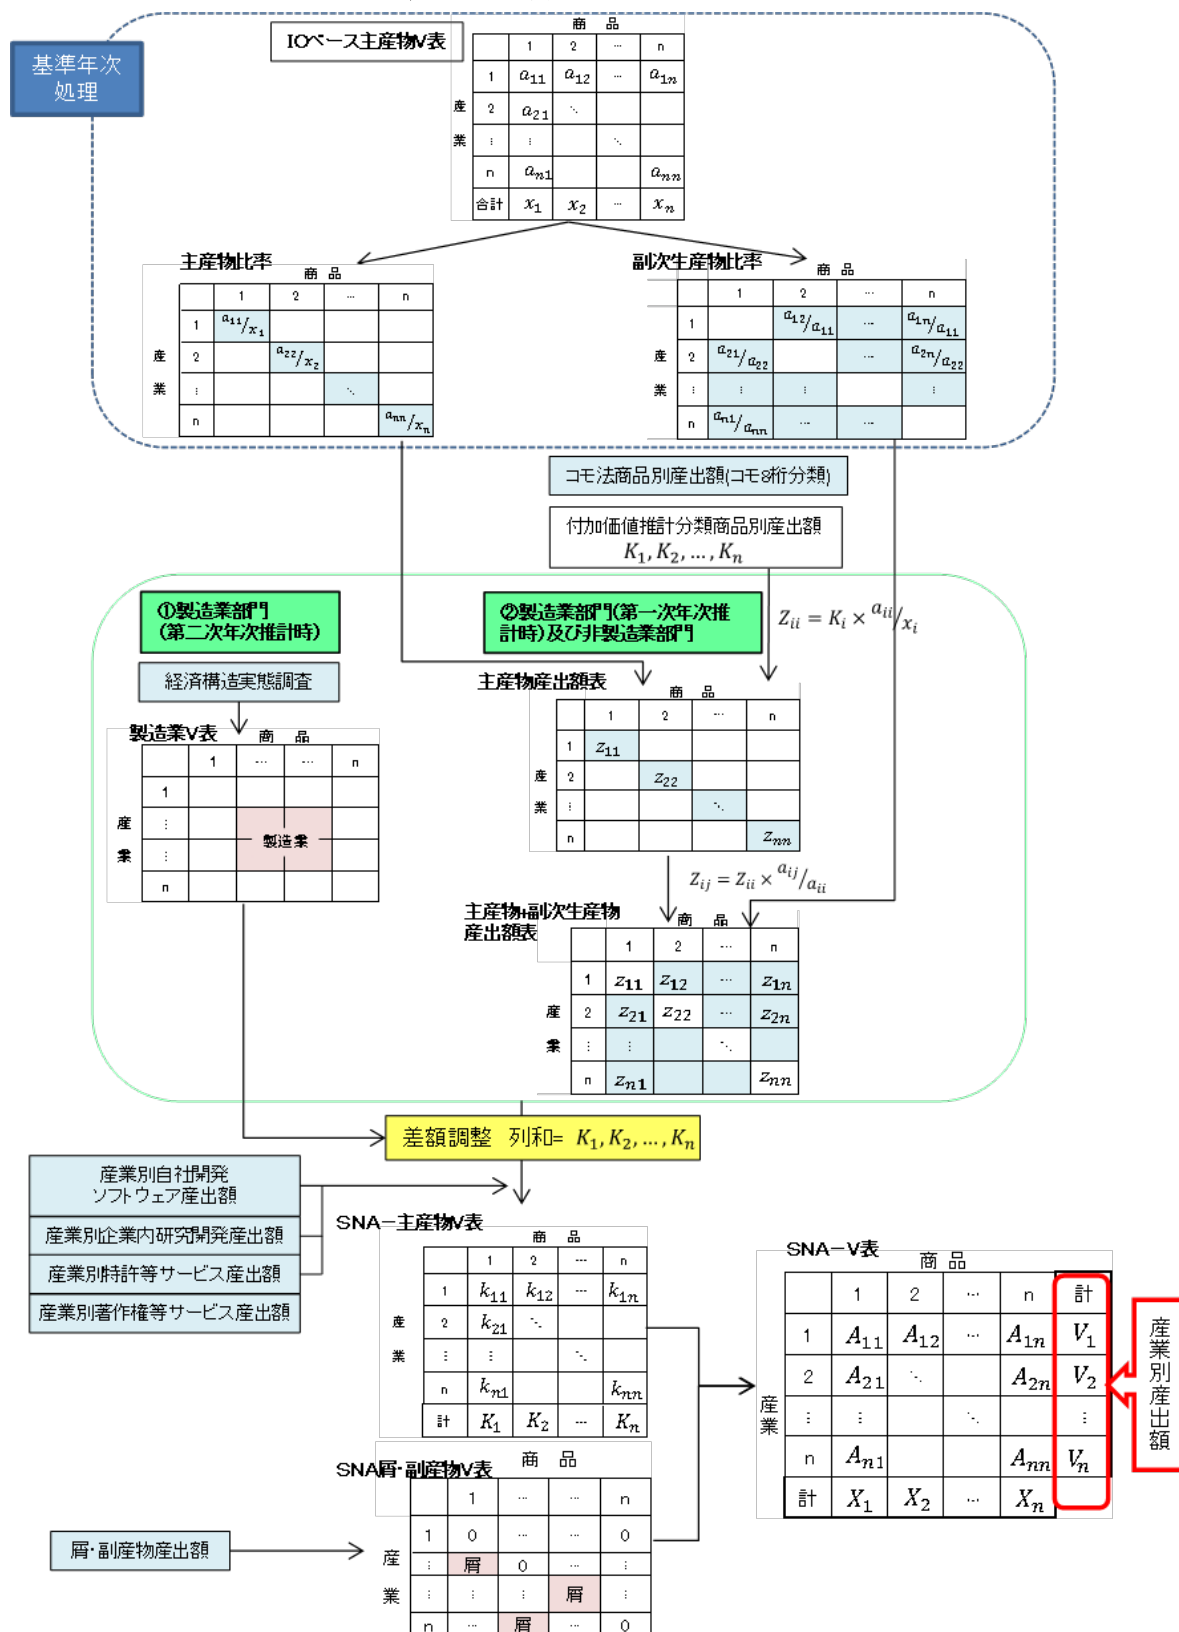 基準年次
処理
IOベース主産物V表
商 品
1 2 … n
1 a11 a12 … a1n
産 2 a21 ⋱
業 ⋮ ⋮ ⋱
n an1 ann
合計 x1 x2 … xn
主産物比率
商 品
1 2 … n
1 a11/x1
産 2 a22/x2
業 ⋮ ⋱
n ann/xn
副次生産物比率
商 品
1 2 … n
1 a12/a11 … a1n/a11
産 2 a21/a22 … a2n/a22
業 ⋮ ⋮ ⋮ ⋮
n an1/ann … …
コモ法商品別産出額(コモ8桁分類)
付加価値推計分類商品別産出額
K1, K2, …, Kn
①製造業部門
(第二次年次推計時)
②製造業部門(第一次年次推
計時)及び非製造業部門
Zii = Ki × aii/xi
経済構造実態調査
製造業V表
商 品
1 … … n
1
産 ⋮
製造業
業 ⋮
n
主産物産出額表
商 品
1 2 … n
1 z11
産 2 z22
業 ⋮ ⋱
n znn
Zij = Zii × aij/aii
主産物+副次生産物
産出額表
商 品
1 2 … n
1 z11 z12 … z1n
産 2 z21 z22 … z2n
業 ⋮ ⋮ ⋱
n zn1 znn
差額調整 列和= K1, K2, …, Kn
産業別自社開発
ソフトウェア産出額
産業別企業内研究開発産出額
産業別特許等サービス産出額
産業別著作権等サービス産出額
SNA－主産物V表
商 品
1 2 … n
1 k11 k12 … k1n
産 2 k21 ⋱
業 ⋮ ⋮ ⋱
n kn1 knn
計 K1 K2 … Kn
SNA屑・副産物V表
商 品
1 … … n
1 0 … … 0
産 ⋮ 屑 0 … ⋮
業 ⋮ ⋮ ⋮ 屑 ⋮
n … 屑 … 0
屑・副産物産出額
SNA－V表
商 品
1 2 … n 計
1 A11 A12 … A1n V1
2 A21 ⋱ A2n V2
産
業
⋮ ⋮ ⋱ ⋮
n An1 Ann Vn
計 X1 X2 … Xn
産業別産出額